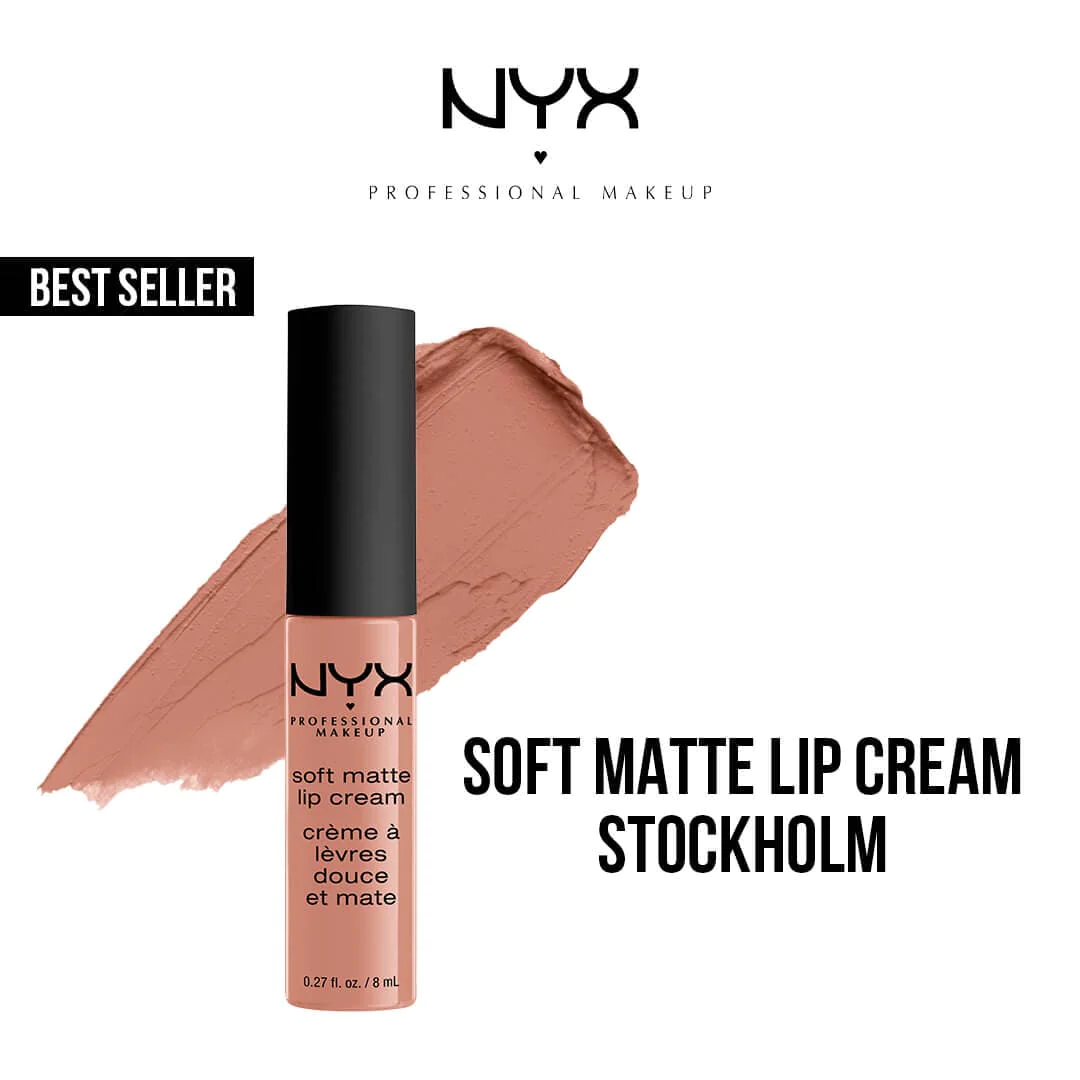 NYX
PROFESSIONAL MAKEUP
BEST SELLER
NYX
PROFESSIONAL
MAKEUP
soft matte
lip cream
crème à
lèvres
douce
et mate
0.27 fl. oz. / 8 mL
SOFT MATTE LIP CREAM
STOCKHOLM